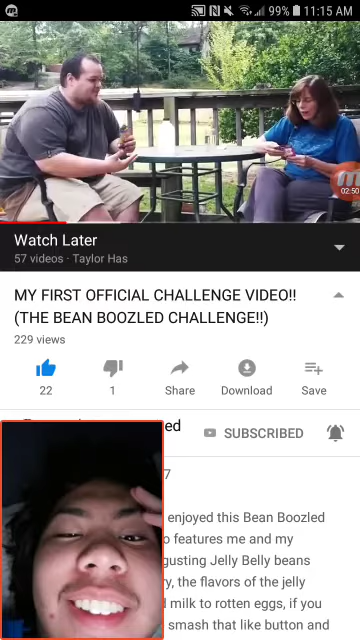 99% 11:15 AM
02:50
Watch Later
57 videos · Taylor Has
MY FIRST OFFICIAL CHALLENGE VIDEO!!
(THE BEAN BOOZLED CHALLENGE!!)
229 views
22
1
Share
Download
Save
ed
SUBSCRIBED
7
enjoyed this Bean Boozled
o features me and my
gusting Jelly Belly beans
ry, the flavors of the jelly
milk to rotten eggs, if you
smash that like button and